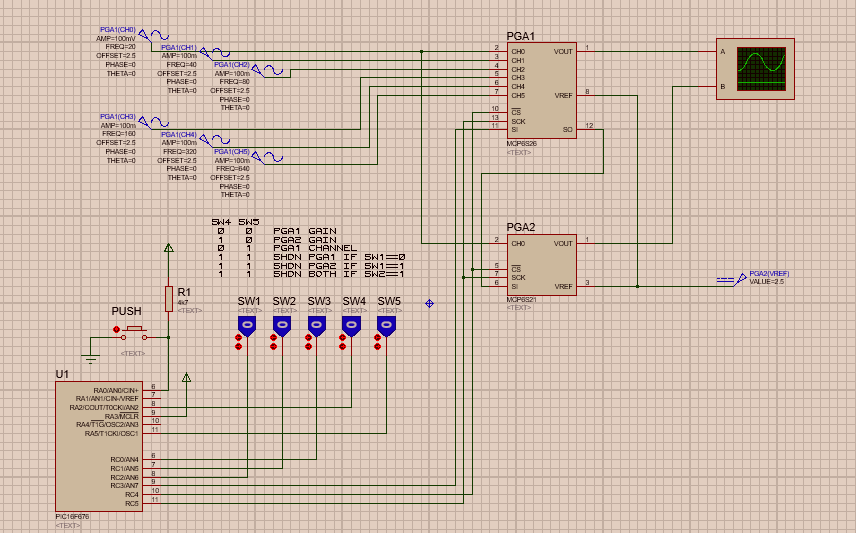 PGA1(CH0)
AMP=100mV
FREQ=20
OFFSET=2.5
PHASE=0
THETA=0
PGA1(CH1)
AMP=100m
FREQ=40
OFFSET=2.5
PHASE=0
THETA=0
PGA1(CH2)
AMP=100m
FREQ=80
OFFSET=2.5
PHASE=0
THETA=0
PGA1(CH3)
AMP=100m
FREQ=160
OFFSET=2.5
PHASE=0
THETA=0
PGA1(CH4)
AMP=100m
FREQ=320
OFFSET=2.5
PHASE=0
THETA=0
PGA1(CH5)
AMP=100m
FREQ=640
OFFSET=2.5
PHASE=0
THETA=0
PGA1
2 CH0 VOUT 1
3 CH1
4 CH2
5 CH3
6 CH4
7 CH5 VREF 8
10 CS
13 SCK
11 SI SO 12
MCP6S26
<TEXT>
A
B
PGA2
2 CH0 VOUT 1
5 CS
7 SCK
6 SI VREF 3
MCP6S21
<TEXT>
PGA2(VREF)
VALUE=2.5
SW4 SW5
0 0 PGA1 GAIN
1 0 PGA2 GAIN
0 1 PGA1 CHANNEL
1 1 SHDN PGA1 IF SW1==0
1 1 SHDN PGA2 IF SW1==1
1 1 SHDN BOTH IF SW2==1
R1
4k7
<TEXT>
PUSH
<TEXT>
SW1 SW2 SW3 SW4 SW5
<TEXT> <TEXT> <TEXT> <TEXT> <TEXT>
0 0 0 0 0
U1
RA0/AN0/CIN+ 6
RA1/AN1/CIN-/VREF 7
RA2/COUT/T0CKI/AN2 8
RA3/MCLR 9
RA4/T1G/OSC2/AN3 10
RA5/T1CKI/OSC1 11
RC0/AN4 6
RC1/AN5 7
RC2/AN6 8
RC3/AN7 9
RC4 10
RC5 11
PIC16F676
<TEXT>